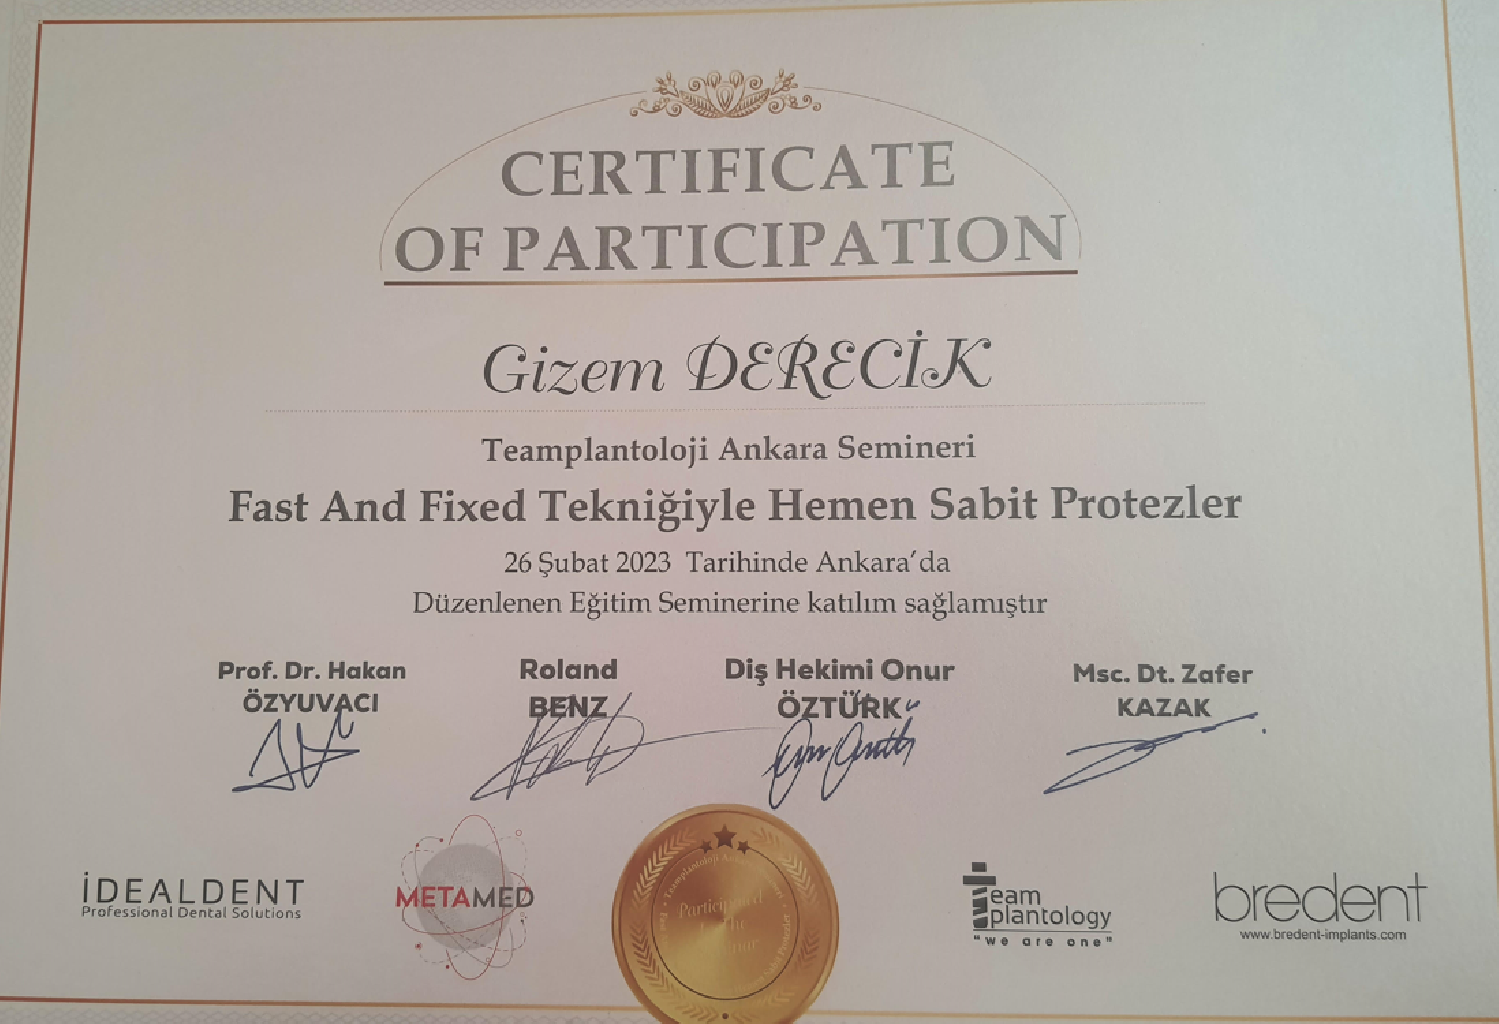 CERTIFICATE
OF PARTICIPATION
Gizem DERECİK
Teamplantoloji Ankara Semineri
Fast And Fixed Tekniğiyle Hemen Sabit Protezler
26 Şubat 2023 Tarihinde Ankara'da
Düzenlenen Eğitim Seminerine katılım sağlamıştır
Prof. Dr. Hakan
ÖZYUVACI
Roland
BENZ
Diş Hekimi Onur
ÖZTÜRK
Msc. Dt. Zafer
KAZAK
İDEALDENT
Professional Dental Solutions
METAMED
Teamplantoloji
Team
plantology
"we are one"
bredent
www.bredent-implants.com